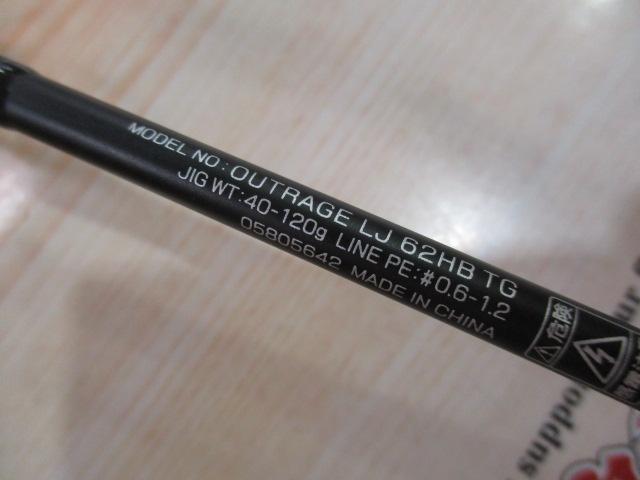 MODEL NO.:OUTRAGE LJ 62HB TG
JIG WT:40-120g LINE PE:#0.6-1.2
05805642 MADE IN CHINA
危険
suppor